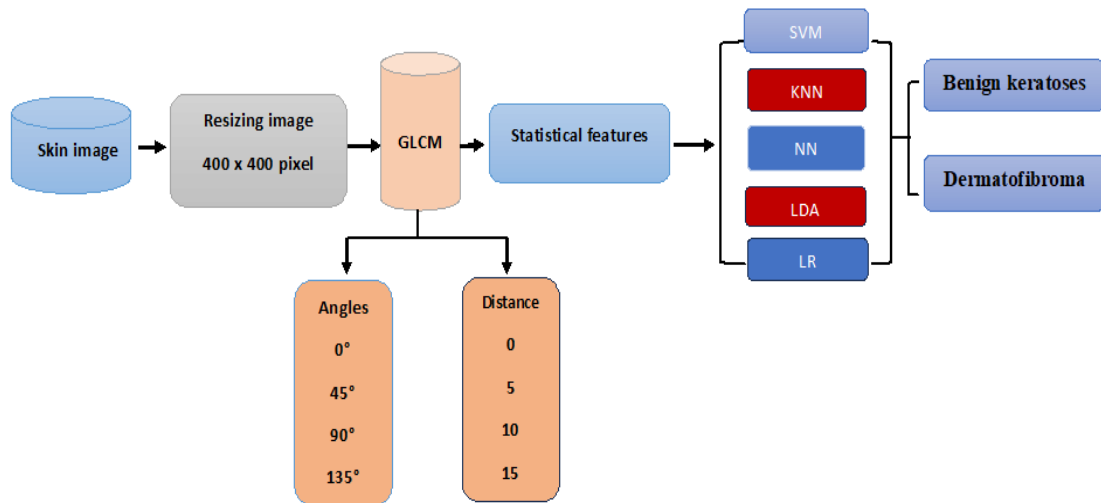 Skin image
Resizing image
400 x 400 pixel
GLCM
Statistical features
SVM
KNN
NN
LDA
LR
Benign keratoses
Dermatofibroma
Angles
0°
45°
90°
135°
Distance
0
5
10
15